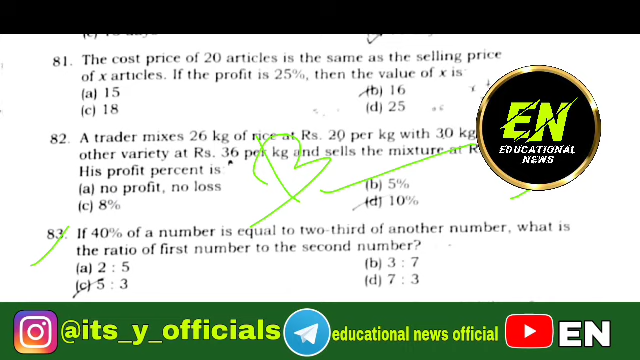 81. The cost price of 20 articles is the same as the selling price
of x articles. If the profit is 25%, then the value of x is
(a) 15
(b) 16
(c) 18
(d) 25
82. A trader mixes 26 kg of rice at Rs. 20 per kg with 30 kg
other variety at Rs. 36 per kg and sells the mixture at
His profit percent is
(a) no profit, no loss
(b) 5%
(c) 8%
(d) 10%
83. If 40% of a number is equal to two-third of another number, what is
the ratio of first number to the second number?
(a) 2 : 5
(b) 3 : 7
(c) 5 : 3
(d) 7 : 3
EN
EDUCATIONAL
NEWS
@its_y_officials
educational news official
EN